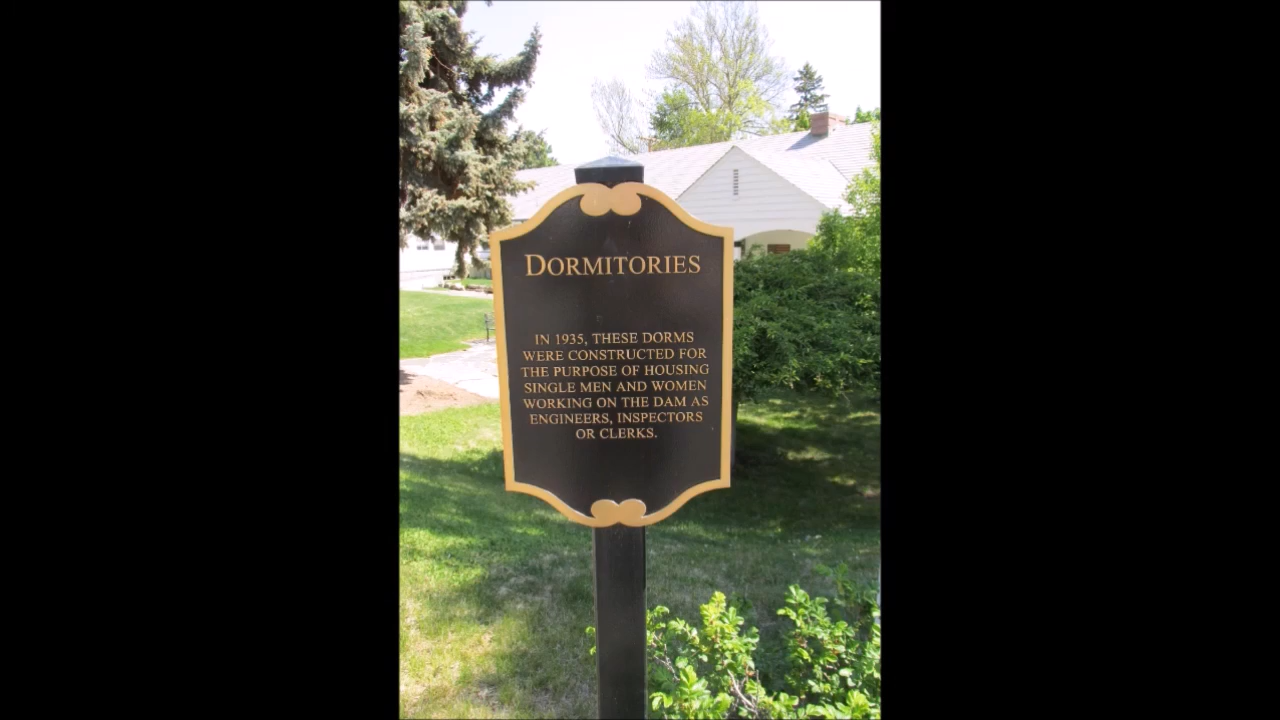 DORMITORIES
IN 1935, THESE DORMS
WERE CONSTRUCTED FOR
THE PURPOSE OF HOUSING
SINGLE MEN AND WOMEN
WORKING ON THE DAM AS
ENGINEERS, INSPECTORS
OR CLERKS.